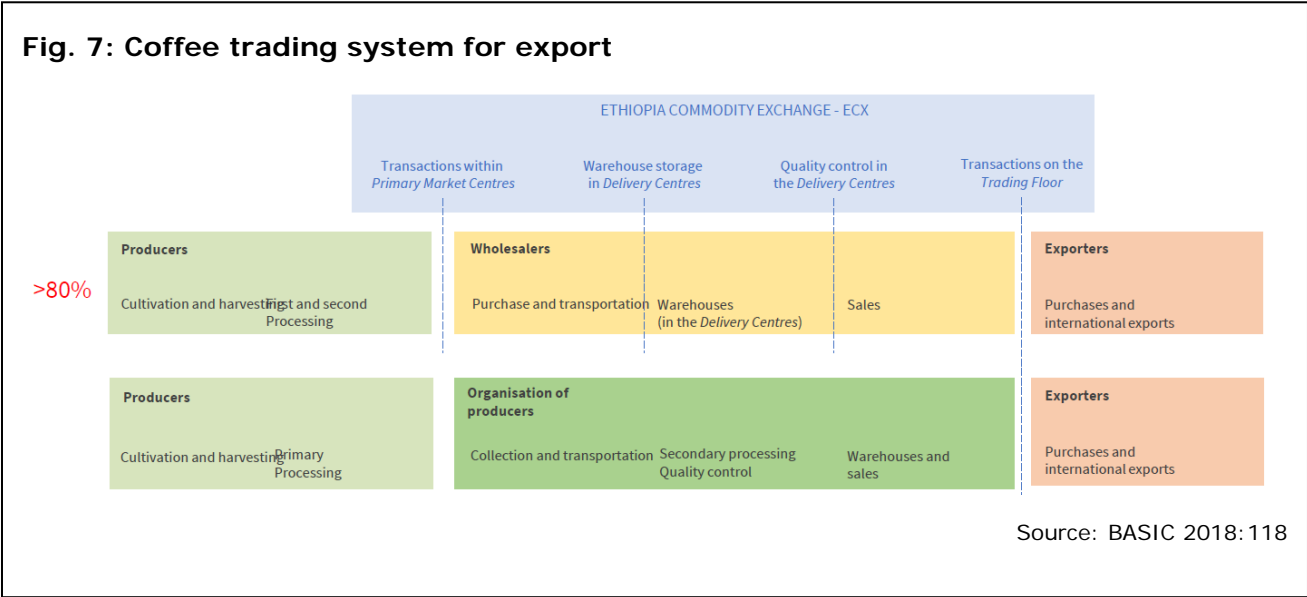 Fig. 7: Coffee trading system for export
ETHIOPIA COMMODITY EXCHANGE - ECX
Transactions within
Primary Market Centres
Warehouse storage
in Delivery Centres
Quality control in
the Delivery Centres
Transactions on the
Trading Floor
>80%
Producers
Cultivation and harvesting
First and second
Processing
Wholesalers
Purchase and transportation
Warehouses
(in the Delivery Centres)
Sales
Exporters
Purchases and
international exports
Producers
Cultivation and harvesting
Primary
Processing
Organisation of
producers
Collection and transportation
Secondary processing
Quality control
Warehouses and
sales
Exporters
Purchases and
international exports
Source: BASIC 2018:118